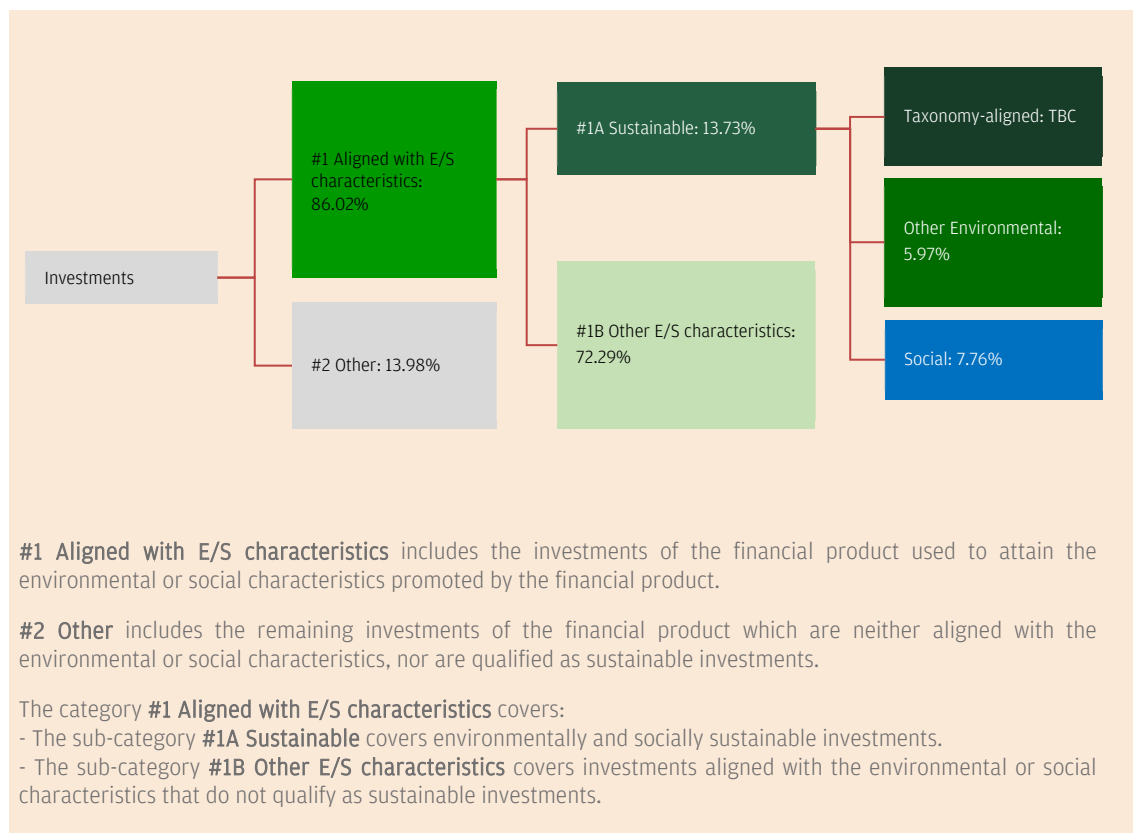 Investments
#1 Aligned with E/S
characteristics:
86.02%
#2 Other: 13.98%
#1A Sustainable: 13.73%
#1B Other E/S characteristics:
72.29%
Taxonomy-aligned: TBC
Other Environmental:
5.97%
Social: 7.76%
#1 Aligned with E/S characteristics includes the investments of the financial product used to attain the
environmental or social characteristics promoted by the financial product.
#2 Other includes the remaining investments of the financial product which are neither aligned with the
environmental or social characteristics, nor are qualified as sustainable investments.
The category #1 Aligned with E/S characteristics covers:
- The sub-category #1A Sustainable covers environmentally and socially sustainable investments.
- The sub-category #1B Other E/S characteristics covers investments aligned with the environmental or social
characteristics that do not qualify as sustainable investments.